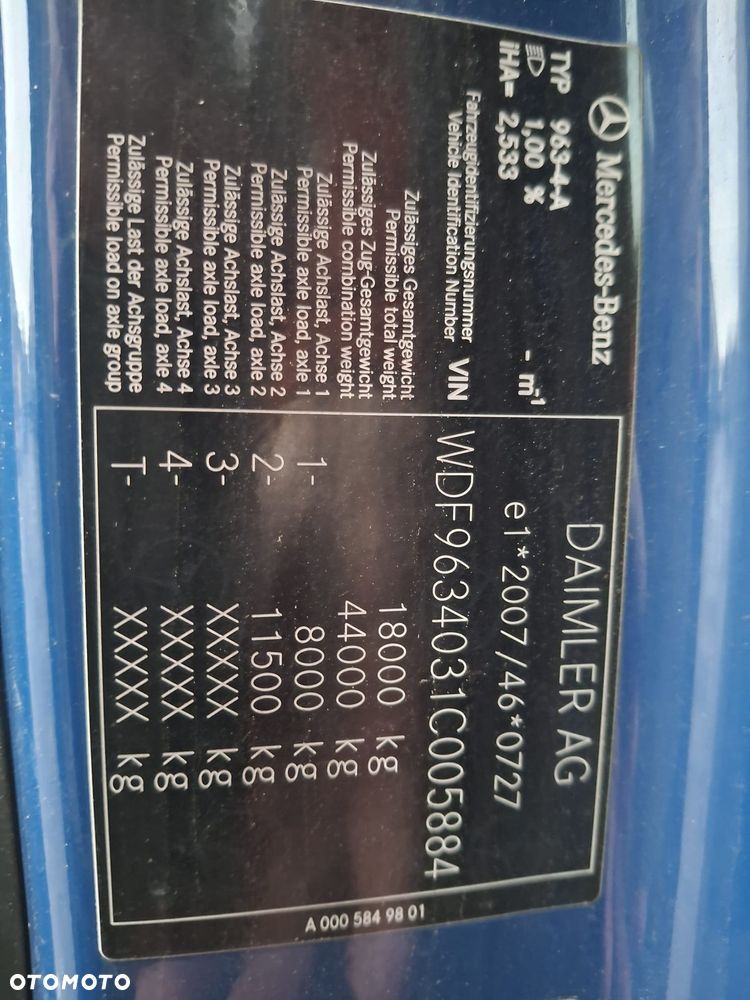 Mercedes-Benz
DAIMLER AG
TYP 963-4-A
1,00 % - m-1
e1*2007/46*0727
iHA= 2,533
Fahrzeugidentifizierungsnummer
Vehicle Identification Number VIN WDF9634031C005884
Zulässiges Gesamtgewicht
Permissible total weight 18000 kg
Zulässiges Zug-Gesamtgewicht
Permissible combination weight 44000 kg
Zulässige Achslast, Achse 1
Permissible axle load, axle 1 1- 8000 kg
Zulässige Achslast, Achse 2
Permissible axle load, axle 2 2- 11500 kg
Zulässige Achslast, Achse 3
Permissible axle load, axle 3 3- XXXXX kg
Zulässige Achslast, Achse 4
Permissible axle load, axle 4 4- XXXXX kg
Zulässige Last der Achsgruppe
Permissible load on axle group T- XXXXX kg
A 000 584 98 01
OTOMOTO